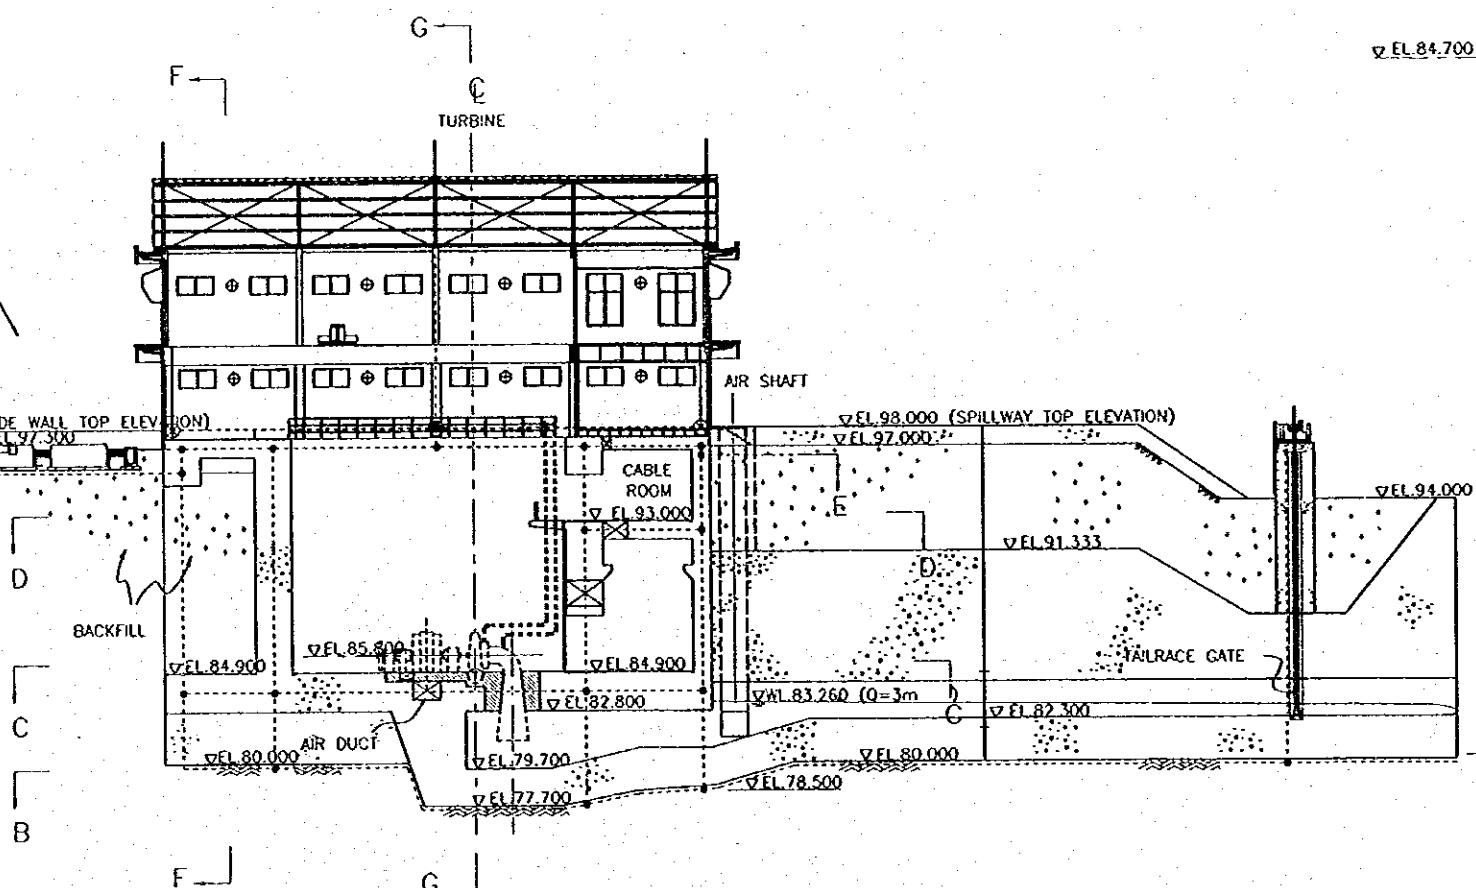 G
▽ EL.84.700
F
℄
TURBINE
AIR SHAFT
DE WALL TOP ELEVATION)
EL.97.300
▽EL.98.000 (SPILLWAY TOP ELEVATION)
▽EL.97.000
CABLE
ROOM
▽EL.94.000
E
▽ EL.93.000
▽EL.91.333
D
D
BACKFILL
▽EL.85.800
▽EL.84.900
▽EL.84.900
TAILRACE GATE
▽EL.82.800
▽WL.83.260 (Q=3m
C
C
▽EL.82.300
AIR DUCT
▽EL.80.000
▽EL.79.700
▽EL.80.000
▽EL.77.700
▽EL.78.500
B
F
G